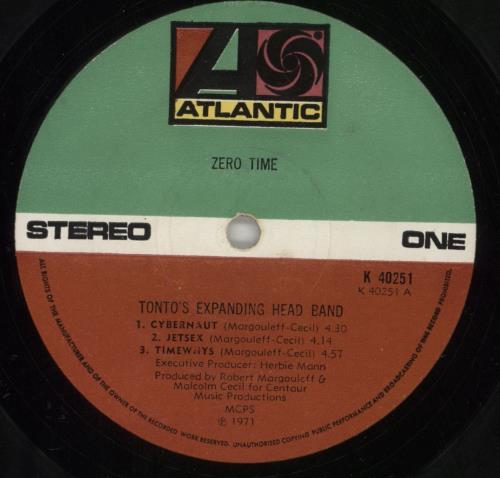 ATLANTIC
ZERO TIME
STEREO
ONE
K 40251
K 40251 A
TONTO'S EXPANDING HEAD BAND
1. CYBERNAUT (Margouleff-Cecil) 4.30
2. JETSEX (Margouleff-Cecil) 4.14
3. TIMEWHYS (Margouleff-Cecil) 4.57
Executive Producer: Herbie Mann
Produced by Robert Margouleff &
Malcolm Cecil for Centour
Music Productions
MCPS
℗ 1971
ALL RIGHTS OF THE MANUFACTURER AND OF THE OWNER OF THE RECORDED WORK RESERVED. UNAUTHORISED COPYING PUBLIC PERFORMANCE AND BROADCASTING OF THIS RECORD PROHIBITED.